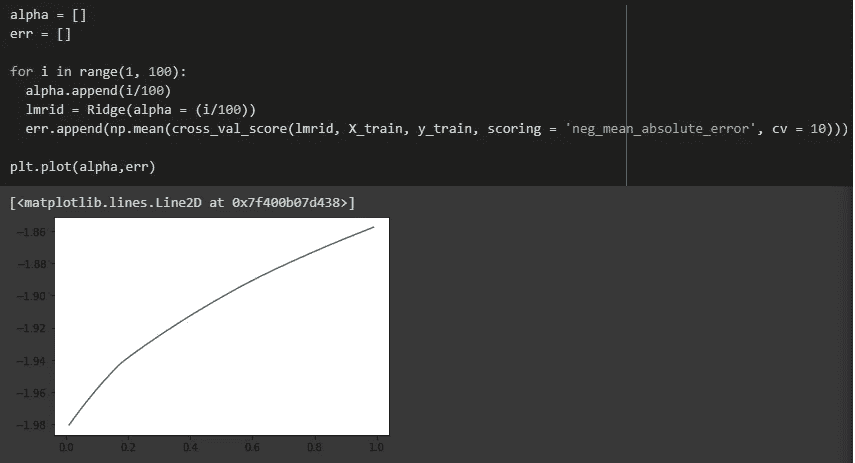 alpha = []
err = []
for i in range(1, 100):
alpha.append(i/100)
lmrid = Ridge(alpha = (i/100))
err.append(np.mean(cross_val_score(lmrid, X_train, y_train, scoring = 'neg_mean_absolute_error', cv = 10)))
plt.plot(alpha,err)
[<matplotlib.lines.Line2D at 0x7f400b07d438>]
−1.86
−1.88
−1.90
−1.92
−1.94
−1.96
−1.98
0.0 0.2 0.4 0.6 0.8 1.0